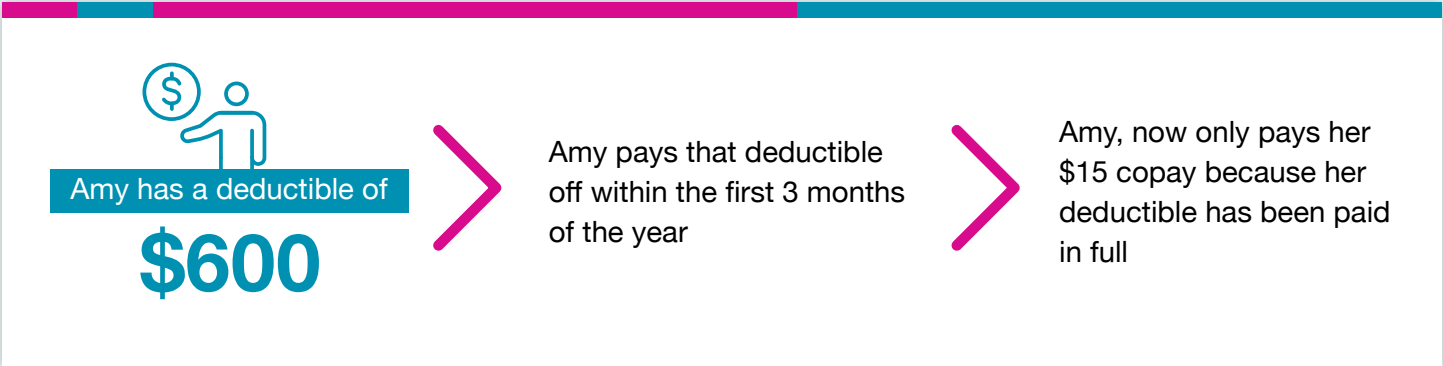 $
Amy has a deductible of
$600
Amy pays that deductible
off within the first 3 months
of the year
Amy, now only pays her
$15 copay because her
deductible has been paid
in full